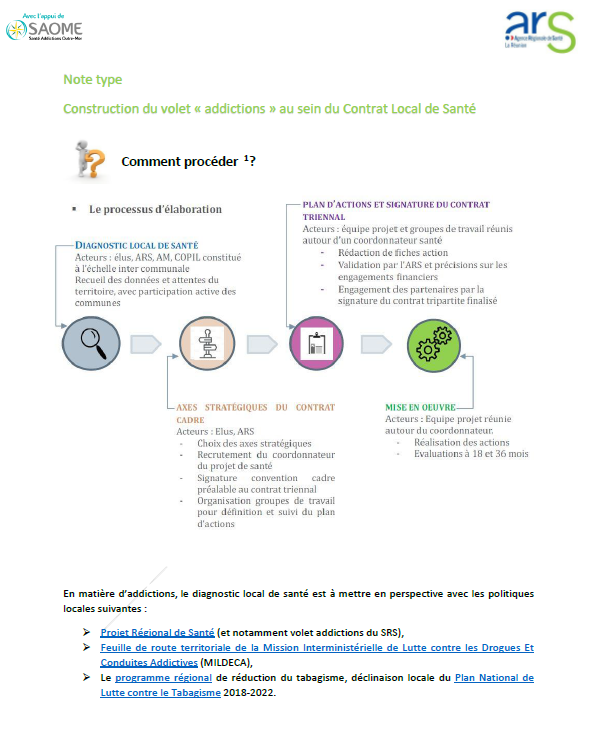 Avec l'appui de
SAOME
Santé Addictions Outre-Mer
ars
Agence Régionale de Santé
La Réunion
Note type
Construction du volet « addictions » au sein du Contrat Local de Santé
Comment procéder ¹?
▪ Le processus d'élaboration
PLAN D'ACTIONS ET SIGNATURE DU CONTRAT
TRIENNAL
Acteurs : équipe projet et groupes de travail réunis
autour d'un coordonnateur santé
- Rédaction de fiches action
- Validation par l'ARS et précisions sur les
engagements financiers
- Engagement des partenaires par la
signature du contrat tripartite finalisé
DIAGNOSTIC LOCAL DE SANTÉ
Acteurs : élus, ARS, AM, COPIL constitué
à l'échelle inter communale
Recueil des données et attentes du
territoire, avec participation active des
communes
AXES STRATÉGIQUES DU CONTRAT
CADRE
Acteurs : Elus, ARS
- Choix des axes stratégiques
- Recrutement du coordonnateur
du projet de santé
- Signature convention cadre
préalable au contrat triennal
- Organisation groupes de travail
pour définition et suivi du plan
d'actions
MISE EN OEUVRE
Acteurs : Equipe projet réunie
autour du coordonnateur.
- Réalisation des actions
- Evaluations à 18 et 36 mois
En matière d'addictions, le diagnostic local de santé est à mettre en perspective avec les politiques
locales suivantes :
➢ Projet Régional de Santé (et notamment volet addictions du SRS),
➢ Feuille de route territoriale de la Mission Interministérielle de Lutte contre les Drogues Et
Conduites Addictives (MILDECA),
➢ Le programme régional de réduction du tabagisme, déclinaison locale du Plan National de
Lutte contre le Tabagisme 2018-2022.